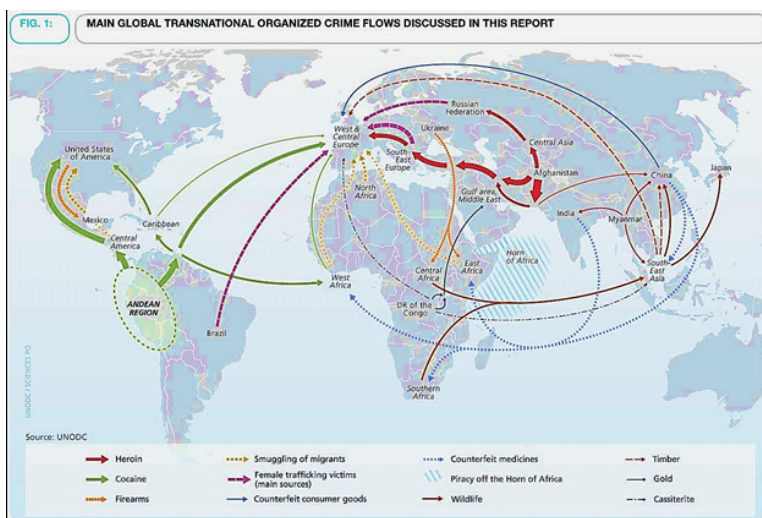 FIG. 1:
MAIN GLOBAL TRANSNATIONAL ORGANIZED CRIME FLOWS DISCUSSED IN THIS REPORT
Russian
Federation
West &
Central
Europe
Ukraine
United States
of America
South-
East
Europe
Central Asia
Afghanistan
China
Japan
North
Africa
Gulf area,
Middle East
Mexico
Caribbean
India
Myanmar
Central
America
West
Africa
Central
Africa
East
Africa
Horn
of Africa
South-
East
Asia
ANDEAN
REGION
Brazil
DR of the
Congo
Southern
Africa
UNODC / SCIENCES PO
Source: UNODC
Heroin
Smuggling of migrants
Counterfeit medicines
Timber
Cocaine
Female trafficking victims
(main sources)
Piracy off the Horn of Africa
Gold
Firearms
Counterfeit consumer goods
Wildlife
Cassiterite